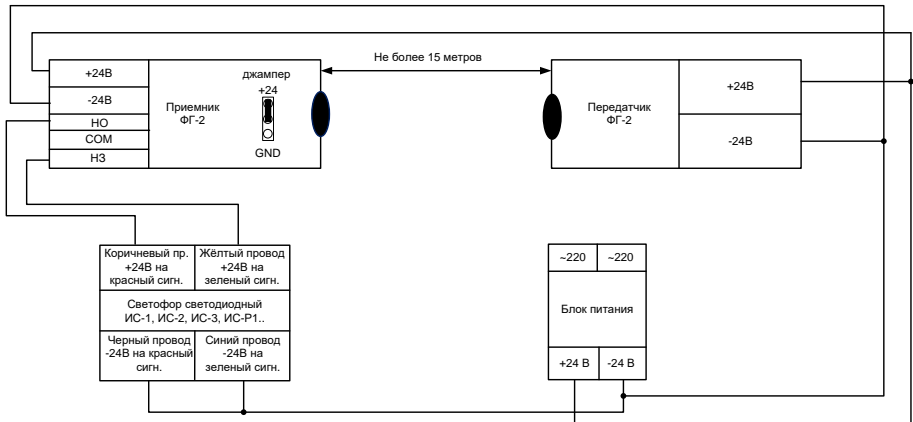 Не более 15 метров
+24В
-24В
НО
COM
НЗ
Приемник
ФГ-2
джампер
+24
GND
Передатчик
ФГ-2
+24В
-24В
Коричневый пр.
+24В на
красный сигн.
Жёлтый провод
+24В на
зеленый сигн.
Светофор светодиодный
ИС-1, ИС-2, ИС-3, ИС-Р1..
Черный провод
-24В на красный
сигн.
Синий провод
-24В на
зеленый сигн.
~220
~220
Блок питания
+24 В
-24 В